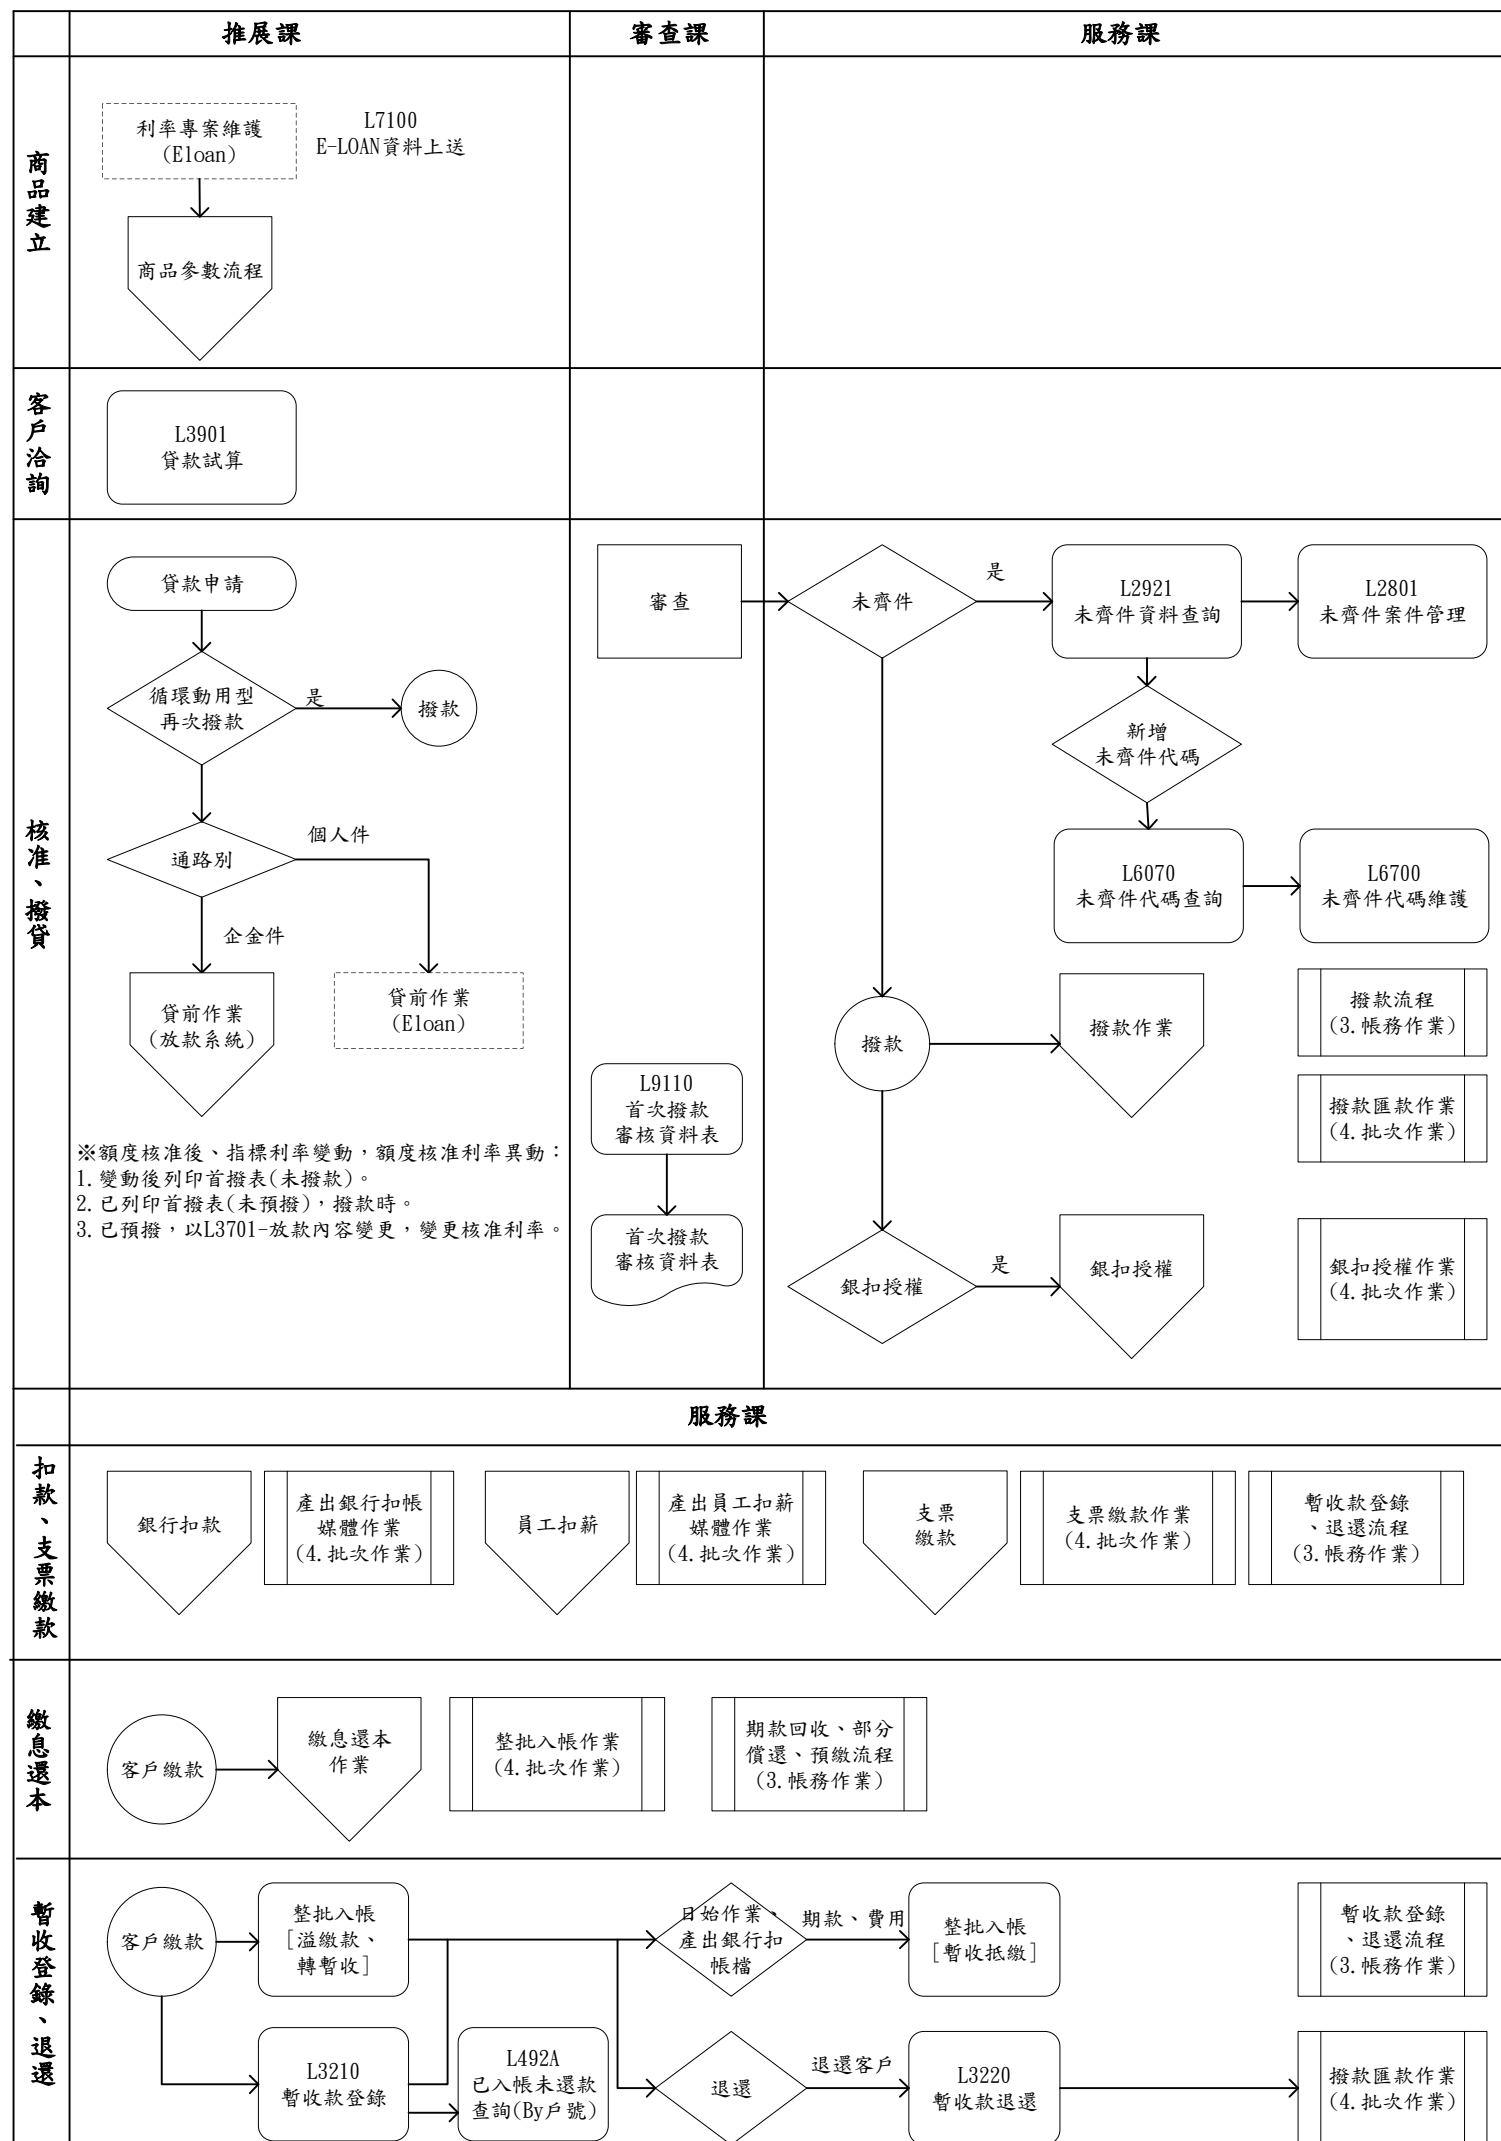 推展課
審查課
服務課
商品建立
利率專案維護
(Eloan)
L7100
E-LOAN資料上送
商品參數流程
客戶洽詢
L3901
貸款試算
核准、撥貸
貸款申請
循環動用型
再次撥款
是
撥款
通路別
個人件
企金件
貸前作業
(放款系統)
貸前作業
(Eloan)
※額度核准後、指標利率變動，額度核准利率異動：
1.變動後列印首撥表(未撥款)。
2.已列印首撥表(未預撥)，撥款時。
3.已預撥，以L3701-放款內容變更，變更核准利率。
審查
L9110
首次撥款
審核資料表
首次撥款
審核資料表
未齊件
是
L2921
未齊件資料查詢
L2801
未齊件案件管理
新增
未齊件代碼
L6070
未齊件代碼查詢
L6700
未齊件代碼維護
撥款
撥款作業
撥款流程
(3.帳務作業)
撥款匯款作業
(4.批次作業)
銀扣授權
是
銀扣授權
銀扣授權作業
(4.批次作業)
服務課
扣款、支票繳款
銀行扣款
產出銀行扣帳
媒體作業
(4.批次作業)
員工扣薪
產出員工扣薪
媒體作業
(4.批次作業)
支票
繳款
支票繳款作業
(4.批次作業)
暫收款登錄
、退還流程
(3.帳務作業)
繳息還本
客戶繳款
繳息還本
作業
整批入帳作業
(4.批次作業)
期款回收、部分
償還、預繳流程
(3.帳務作業)
暫收登錄、退還
客戶繳款
整批入帳
[溢繳款、
轉暫收]
日始作業、
產出銀行扣
帳檔
期款、費用
整批入帳
[暫收抵繳]
暫收款登錄
、退還流程
(3.帳務作業)
L3210
暫收款登錄
L492A
已入帳未還款
查詢(By戶號)
退還
退還客戶
L3220
暫收款退還
撥款匯款作業
(4.批次作業)